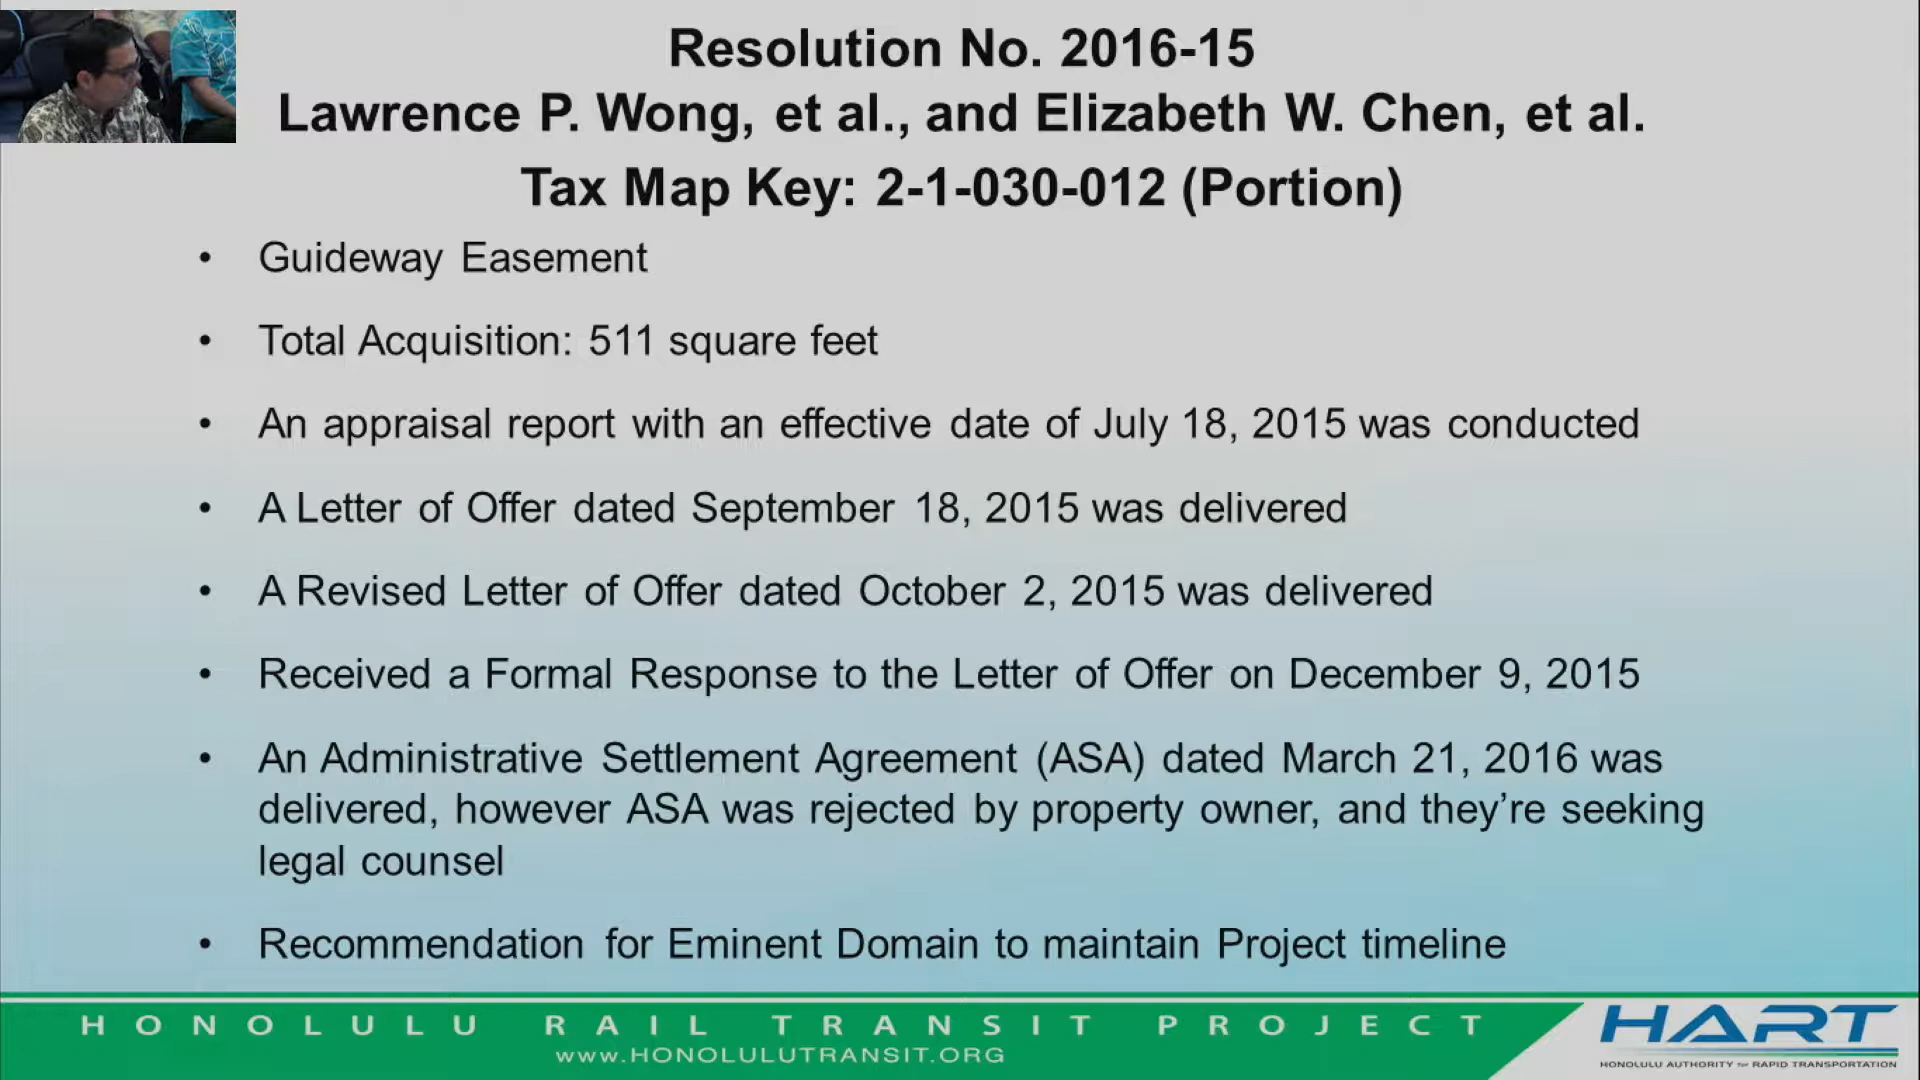 Resolution No. 2016-15
Lawrence P. Wong, et al., and Elizabeth W. Chen, et al.
Tax Map Key: 2-1-030-012 (Portion)
• Guideway Easement
• Total Acquisition: 511 square feet
• An appraisal report with an effective date of July 18, 2015 was conducted
• A Letter of Offer dated September 18, 2015 was delivered
• A Revised Letter of Offer dated October 2, 2015 was delivered
• Received a Formal Response to the Letter of Offer on December 9, 2015
• An Administrative Settlement Agreement (ASA) dated March 21, 2016 was
delivered, however ASA was rejected by property owner, and they’re seeking
legal counsel
• Recommendation for Eminent Domain to maintain Project timeline
HONOLULU RAIL TRANSIT PROJECT
www.HONOLULUTRANSIT.ORG
HART
HONOLULU AUTHORITY for RAPID TRANSPORTATION